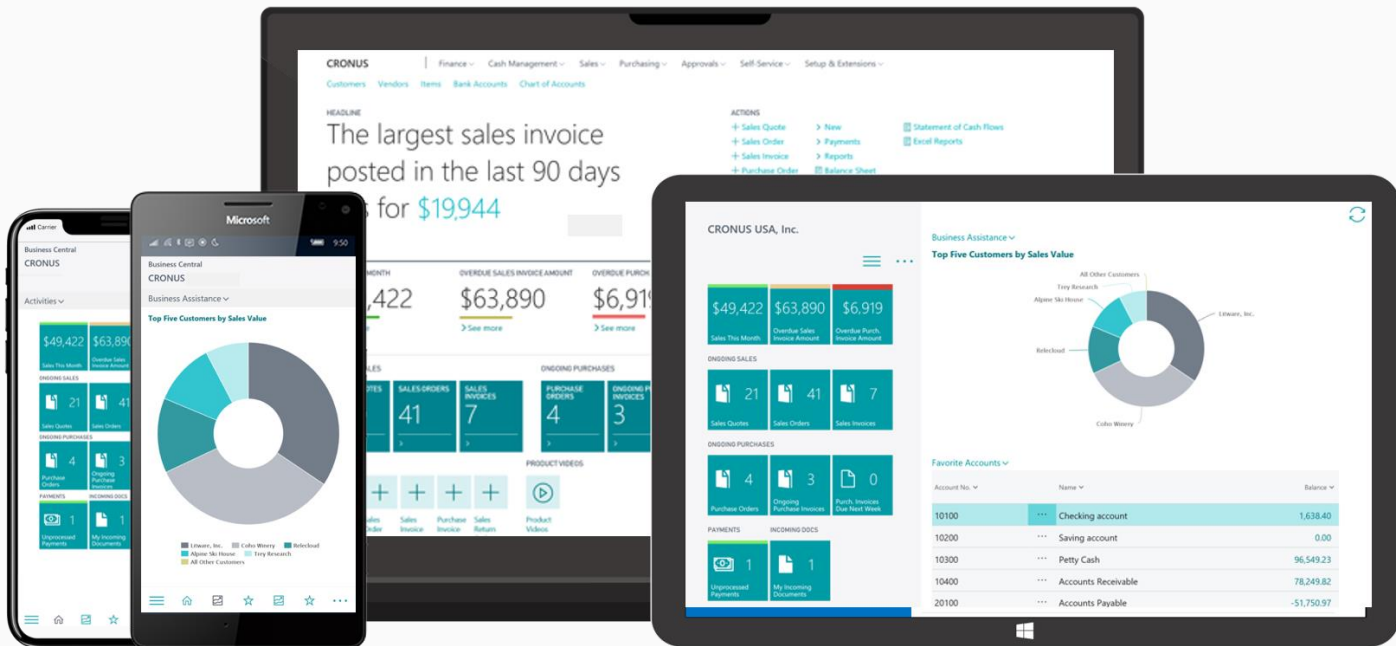 CRONUS
Finance
Cash Management
Sales
Purchasing
Approvals
Self-Service
Setup & Extensions
Customers
Vendors
Items
Bank Accounts
Chart of Accounts
HEADLINE
The largest sales invoice
posted in the last 90 days
for $19,944
ACTIONS
+ Sales Quote
+ Sales Order
+ Sales Invoice
+ Purchase Order
> New
> Payments
> Reports
Balance Sheet
Statement of Cash Flows
Excel Reports
MONTH
,422
OVERDUE SALES INVOICE AMOUNT
$63,890
> See more
OVERDUE PURCH
$6,919
> See more
SALES ORDERS
41
SALES
INVOICES
7
ONGOING PURCHASES
PURCHASE
ORDERS
4
ONGOING
INVOICES
3
PRODUCT VIDEOS
Sales
Invoice
Purchase
Invoice
Sales
Return
Product
Videos
Carrier
Business Central
CRONUS
Activities
$49,422
Sales This Month
$63,890
Overdue Sales
Invoice Amount
ONGOING SALES
21
Sales Quotes
41
Sales Orders
ONGOING PURCHASES
4
Purchase
Orders
3
Ongoing
Purchase
Invoices
PAYMENTS
INCOMING DOCS
1
Unprocessed
Payments
1
My Incoming
Documents
Microsoft
9:50
Business Central
CRONUS
Business Assistance
Top Five Customers by Sales Value
Litware, Inc.
Coho Winery
Relecloud
Alpine Ski House
Trey Research
All Other Customers
CRONUS USA, Inc.
$49,422
Sales This Month
$63,890
Overdue Sales
Invoice Amount
$6,919
Overdue Purch.
Invoice Amount
ONGOING SALES
21
Sales Quotes
41
Sales Orders
7
Sales Invoices
ONGOING PURCHASES
4
Purchase Orders
3
Ongoing
Purchase Invoices
0
Purch. Invoices
Due Next Week
PAYMENTS
INCOMING DOCS
1
Unprocessed
Payments
1
My Incoming
Documents
Business Assistance
Top Five Customers by Sales Value
All Other Customers
Trey Research
Alpine Ski House
Litware, Inc.
Relecloud
Coho Winery
Favorite Accounts
Account No. Name Balance
10100 ··· Checking account 1,638.40
10200 ··· Saving account 0.00
10300 ··· Petty Cash 96,549.23
10400 ··· Accounts Receivable 78,249.82
20100 ··· Accounts Payable -51,750.97